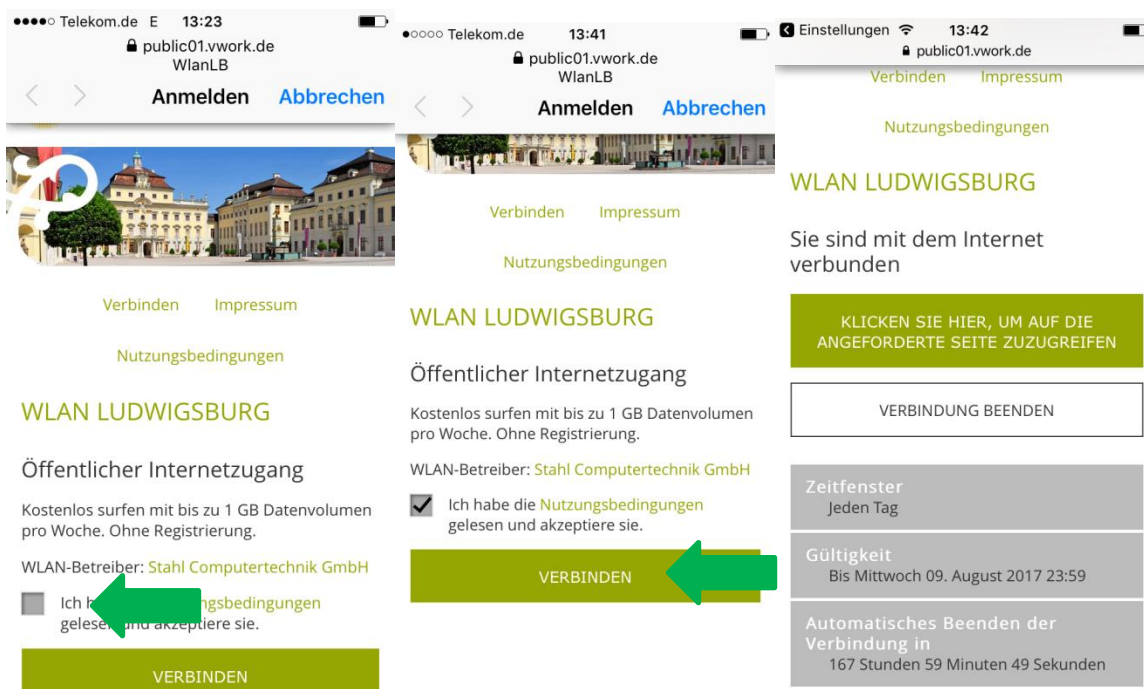 Telekom.de E 13:23
public01.vwork.de
WlanLB
Anmelden Abbrechen
Verbinden Impressum
Nutzungsbedingungen
WLAN LUDWIGSBURG
Öffentlicher Internetzugang
Kostenlos surfen mit bis zu 1 GB Datenvolumen
pro Woche. Ohne Registrierung.
WLAN-Betreiber: Stahl Computertechnik GmbH
Ich
und akzeptiere sie.
VERBINDEN
Telekom.de 13:41
public01.vwork.de
WlanLB
Anmelden Abbrechen
Verbinden Impressum
Nutzungsbedingungen
WLAN LUDWIGSBURG
Öffentlicher Internetzugang
Kostenlos surfen mit bis zu 1 GB Datenvolumen
pro Woche. Ohne Registrierung.
WLAN-Betreiber: Stahl Computertechnik GmbH
Ich habe die Nutzungsbedingungen
gelesen und akzeptiere sie.
VERBINDEN
Einstellungen 13:42
public01.vwork.de
Verbinden Impressum
Nutzungsbedingungen
WLAN LUDWIGSBURG
Sie sind mit dem Internet
verbunden
KLICKEN SIE HIER, UM AUF DIE
ANGEFORDERTE SEITE ZUZUGREIFEN
VERBINDUNG BEENDEN
Zeitfenster
Jeden Tag
Gültigkeit
Bis Mittwoch 09. August 2017 23:59
Automatisches Beenden der
Verbindung in
167 Stunden 59 Minuten 49 Sekunden